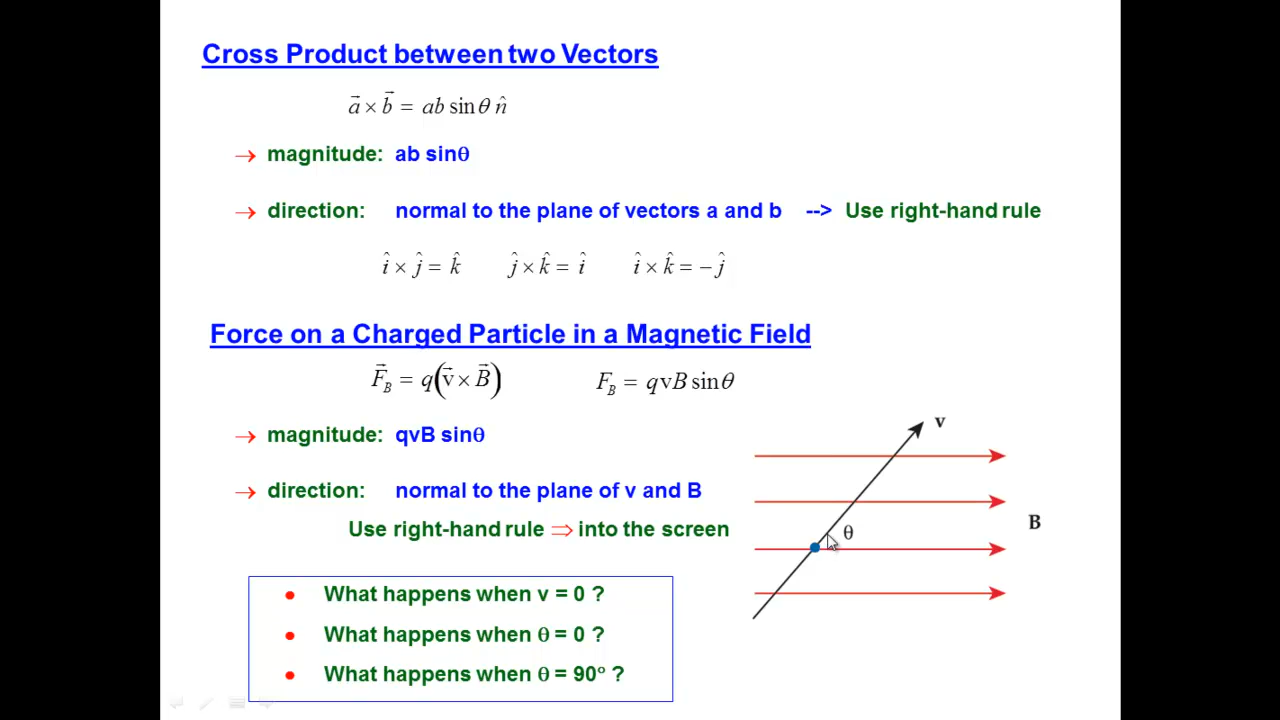 Cross Product between two Vectors
a⃗ × b⃗ = ab sin θ n̂
→ magnitude: ab sinθ
→ direction: normal to the plane of vectors a and b --> Use right-hand rule
î × ĵ = k̂ ĵ × k̂ = î î × k̂ = − ĵ
Force on a Charged Particle in a Magnetic Field
F⃗_B = q(v⃗ × B⃗) F_B = qvB sin θ
→ magnitude: qvB sinθ
→ direction: normal to the plane of v and B
Use right-hand rule ⇒ into the screen
• What happens when v = 0 ?
• What happens when θ = 0 ?
• What happens when θ = 90° ?
v
θ
B